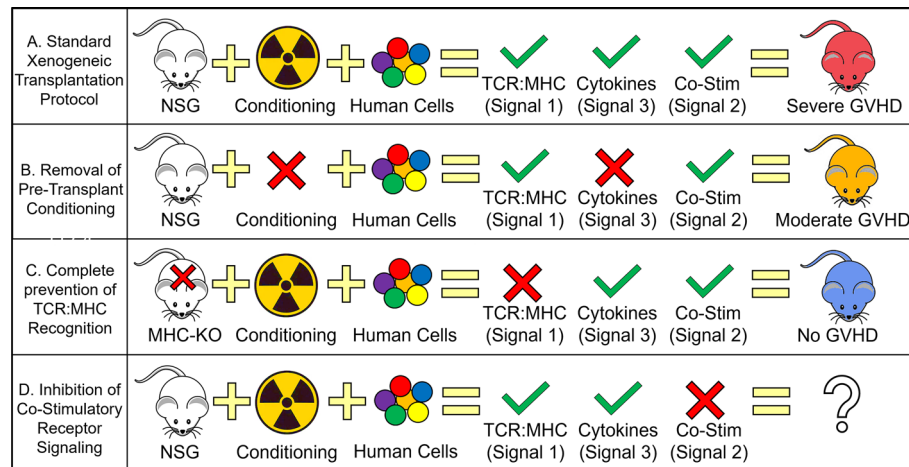 A. Standard
Xenogeneic
Transplantation
Protocol
NSG
Conditioning
Human Cells
TCR:MHC
(Signal 1)
Cytokines
(Signal 3)
Co-Stim
(Signal 2)
Severe GVHD
B. Removal of
Pre-Transplant
Conditioning
NSG
Conditioning
Human Cells
TCR:MHC
(Signal 1)
Cytokines
(Signal 3)
Co-Stim
(Signal 2)
Moderate GVHD
C. Complete
prevention of
TCR:MHC
Recognition
MHC-KO
Conditioning
Human Cells
TCR:MHC
(Signal 1)
Cytokines
(Signal 3)
Co-Stim
(Signal 2)
No GVHD
D. Inhibition of
Co-Stimulatory
Receptor
Signaling
NSG
Conditioning
Human Cells
TCR:MHC
(Signal 1)
Cytokines
(Signal 3)
Co-Stim
(Signal 2)
?